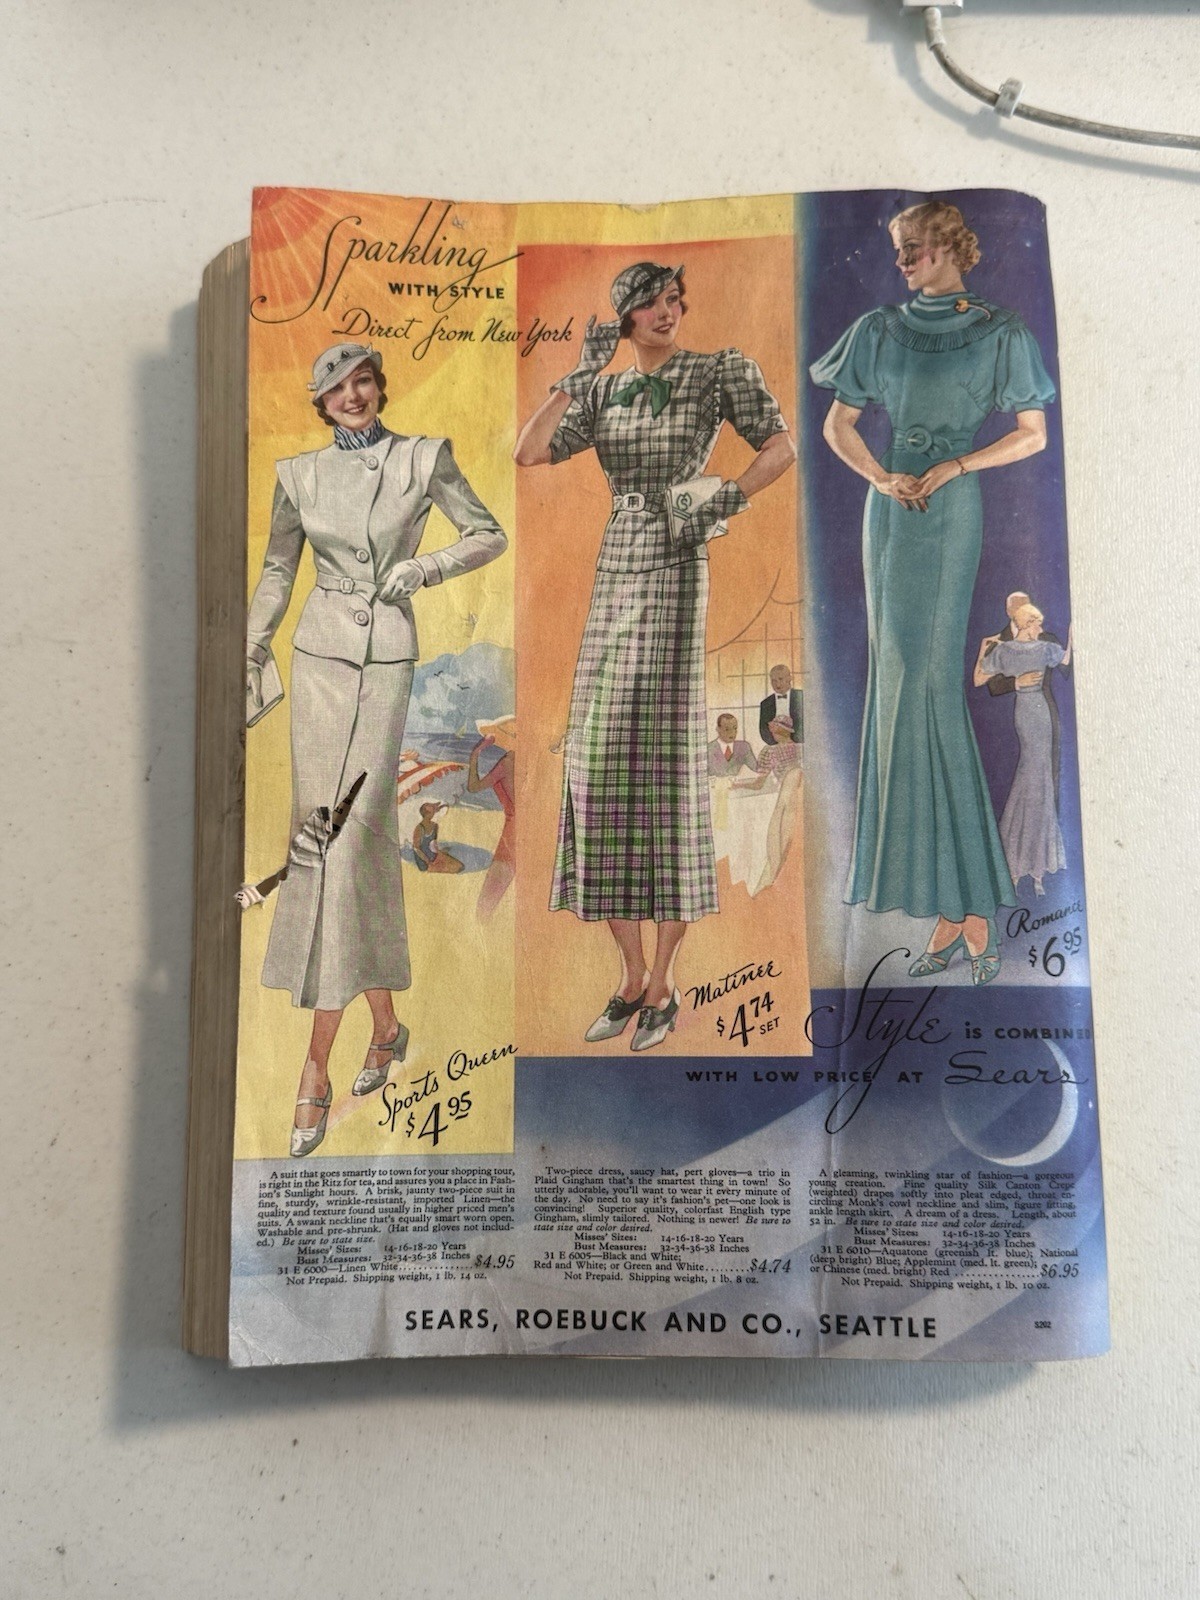 Sparkling
WITH STYLE
Direct from New York
Sports Queen
$4.95
Matinee
$4.74
SET
Romance
$6.95
Style IS COMBINED
WITH LOW PRICE AT Sears
A suit that goes smartly to town for your shopping tour,
is right in the Ritz for tea, and assures you a place in Fash-
ion's Sunlight hours. A brisk, jaunty two-piece suit in
fine, sturdy, wrinkle-resistant, imported Linen—the
quality and texture found usually in higher priced men's
suits. A swank neckline that's equally smart worn open.
Washable and pre-shrunk. (Hat and gloves not includ-
ed.) Be sure to state size.
Misses' Sizes: 14-16-18-20 Years
Bust Measures: 32-34-36-38 Inches
31 E 6000—Linen White..............$4.95
Not Prepaid. Shipping weight, 1 lb. 14 oz.
Two-piece dress, saucy hat, pert gloves—a trio in
Plaid Gingham that's the smartest thing in town! So
utterly adorable, you'll want to wear it every minute of
the day. No need to say it's fashion's pet—one look is
convincing! Superior quality, colorfast English type
Gingham, slimly tailored. Nothing is newer! Be sure to
state size and color desired.
Misses' Sizes: 14-16-18-20 Years
Bust Measures: 32-34-36-38 Inches
31 E 6005—Black and White;
Red and White; or Green and White.........$4.74
Not Prepaid. Shipping weight, 1 lb. 8 oz.
A gleaming, twinkling star of fashion—a gorgeous
young creation. Fine quality Silk Canton Crepe
(weighted) drapes softly into pleat edged, throat en-
circling Monk's cowl neckline and slim, figure fitting,
ankle length skirt. A dream of a dress. Length, about
52 in. Be sure to state size and color desired.
Misses' Sizes: 14-16-18-20 Years
Bust Measures: 32-34-36-38 Inches
31 E 6010—Aquatone (greenish lt. blue); National
(deep bright) Blue; Applemint (med. lt. green);
or Chinese (med. bright) Red ................$6.95
Not Prepaid. Shipping weight, 1 lb. 10 oz.
SEARS, ROEBUCK AND CO., SEATTLE
S202